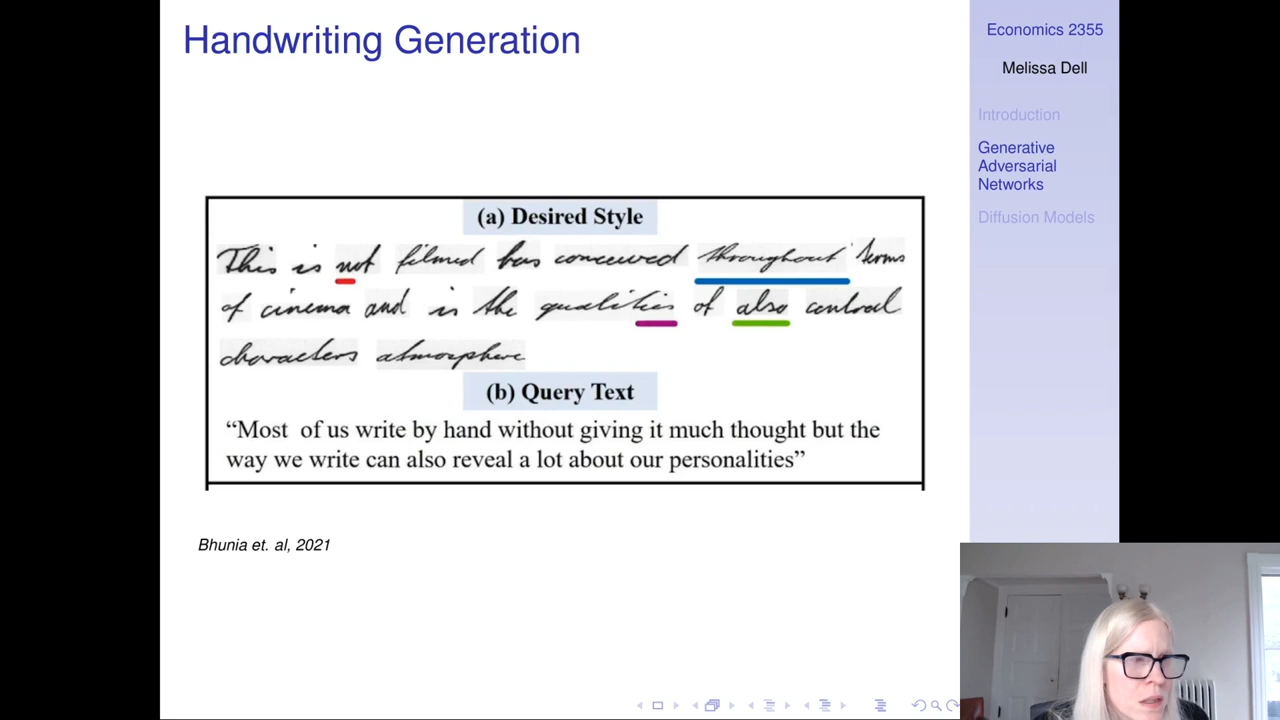 Handwriting Generation
Economics 2355
Melissa Dell
Introduction
Generative
Adversarial
Networks
Diffusion Models
(a) Desired Style
This is not filmed has conceived throughout terms
of cinema and is the qualities of also control
characters atmosphere
(b) Query Text
“Most of us write by hand without giving it much thought but the
way we write can also reveal a lot about our personalities”
Bhunia et. al, 2021